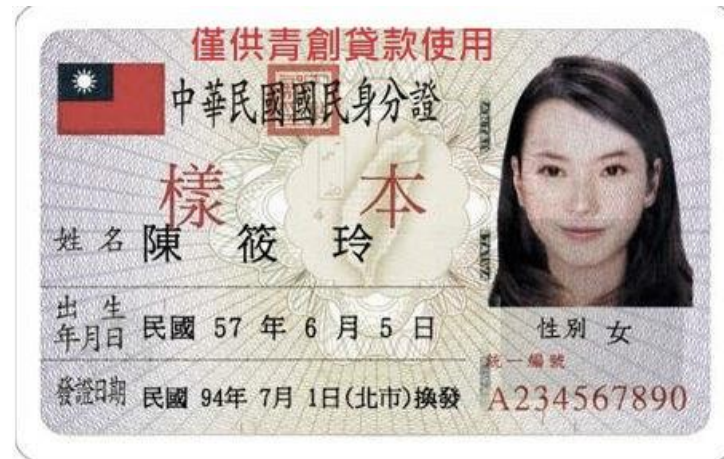 僅供青創貸款使用
中華民國國民身分證
樣本
姓名 陳筱玲
出生年月日 民國 57 年 6 月 5 日
性別 女
統一編號
發證日期 民國 94年 7月 1日(北市)換發
A234567890